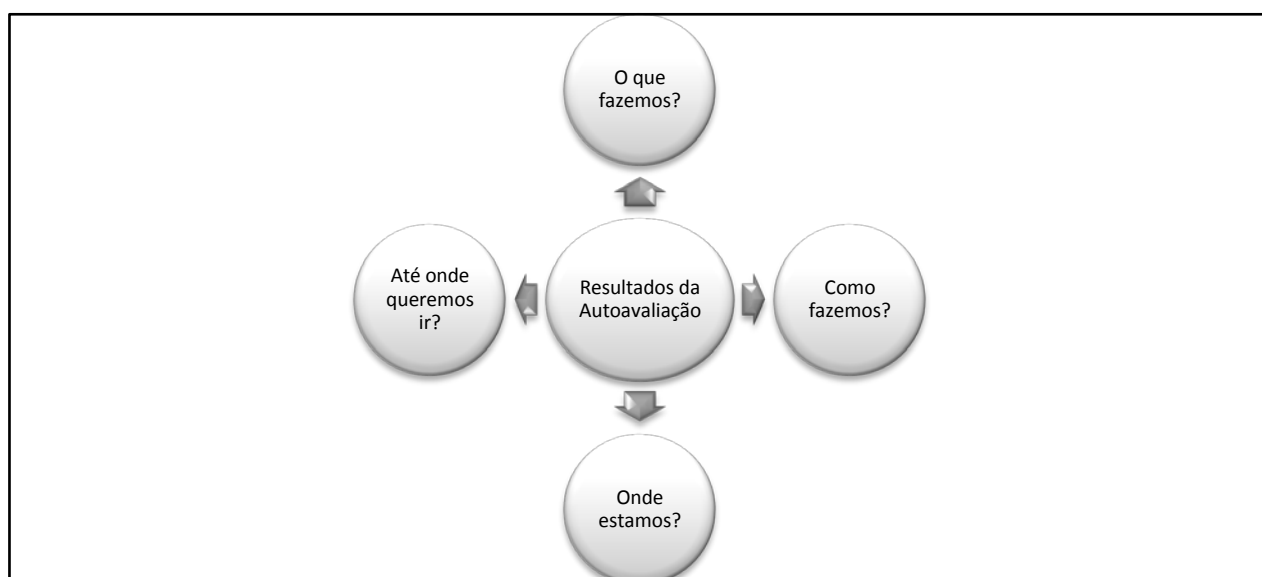 O que
fazemos?
Até onde
queremos
ir?
Resultados da
Autoavaliação
Como
fazemos?
Onde
estamos?